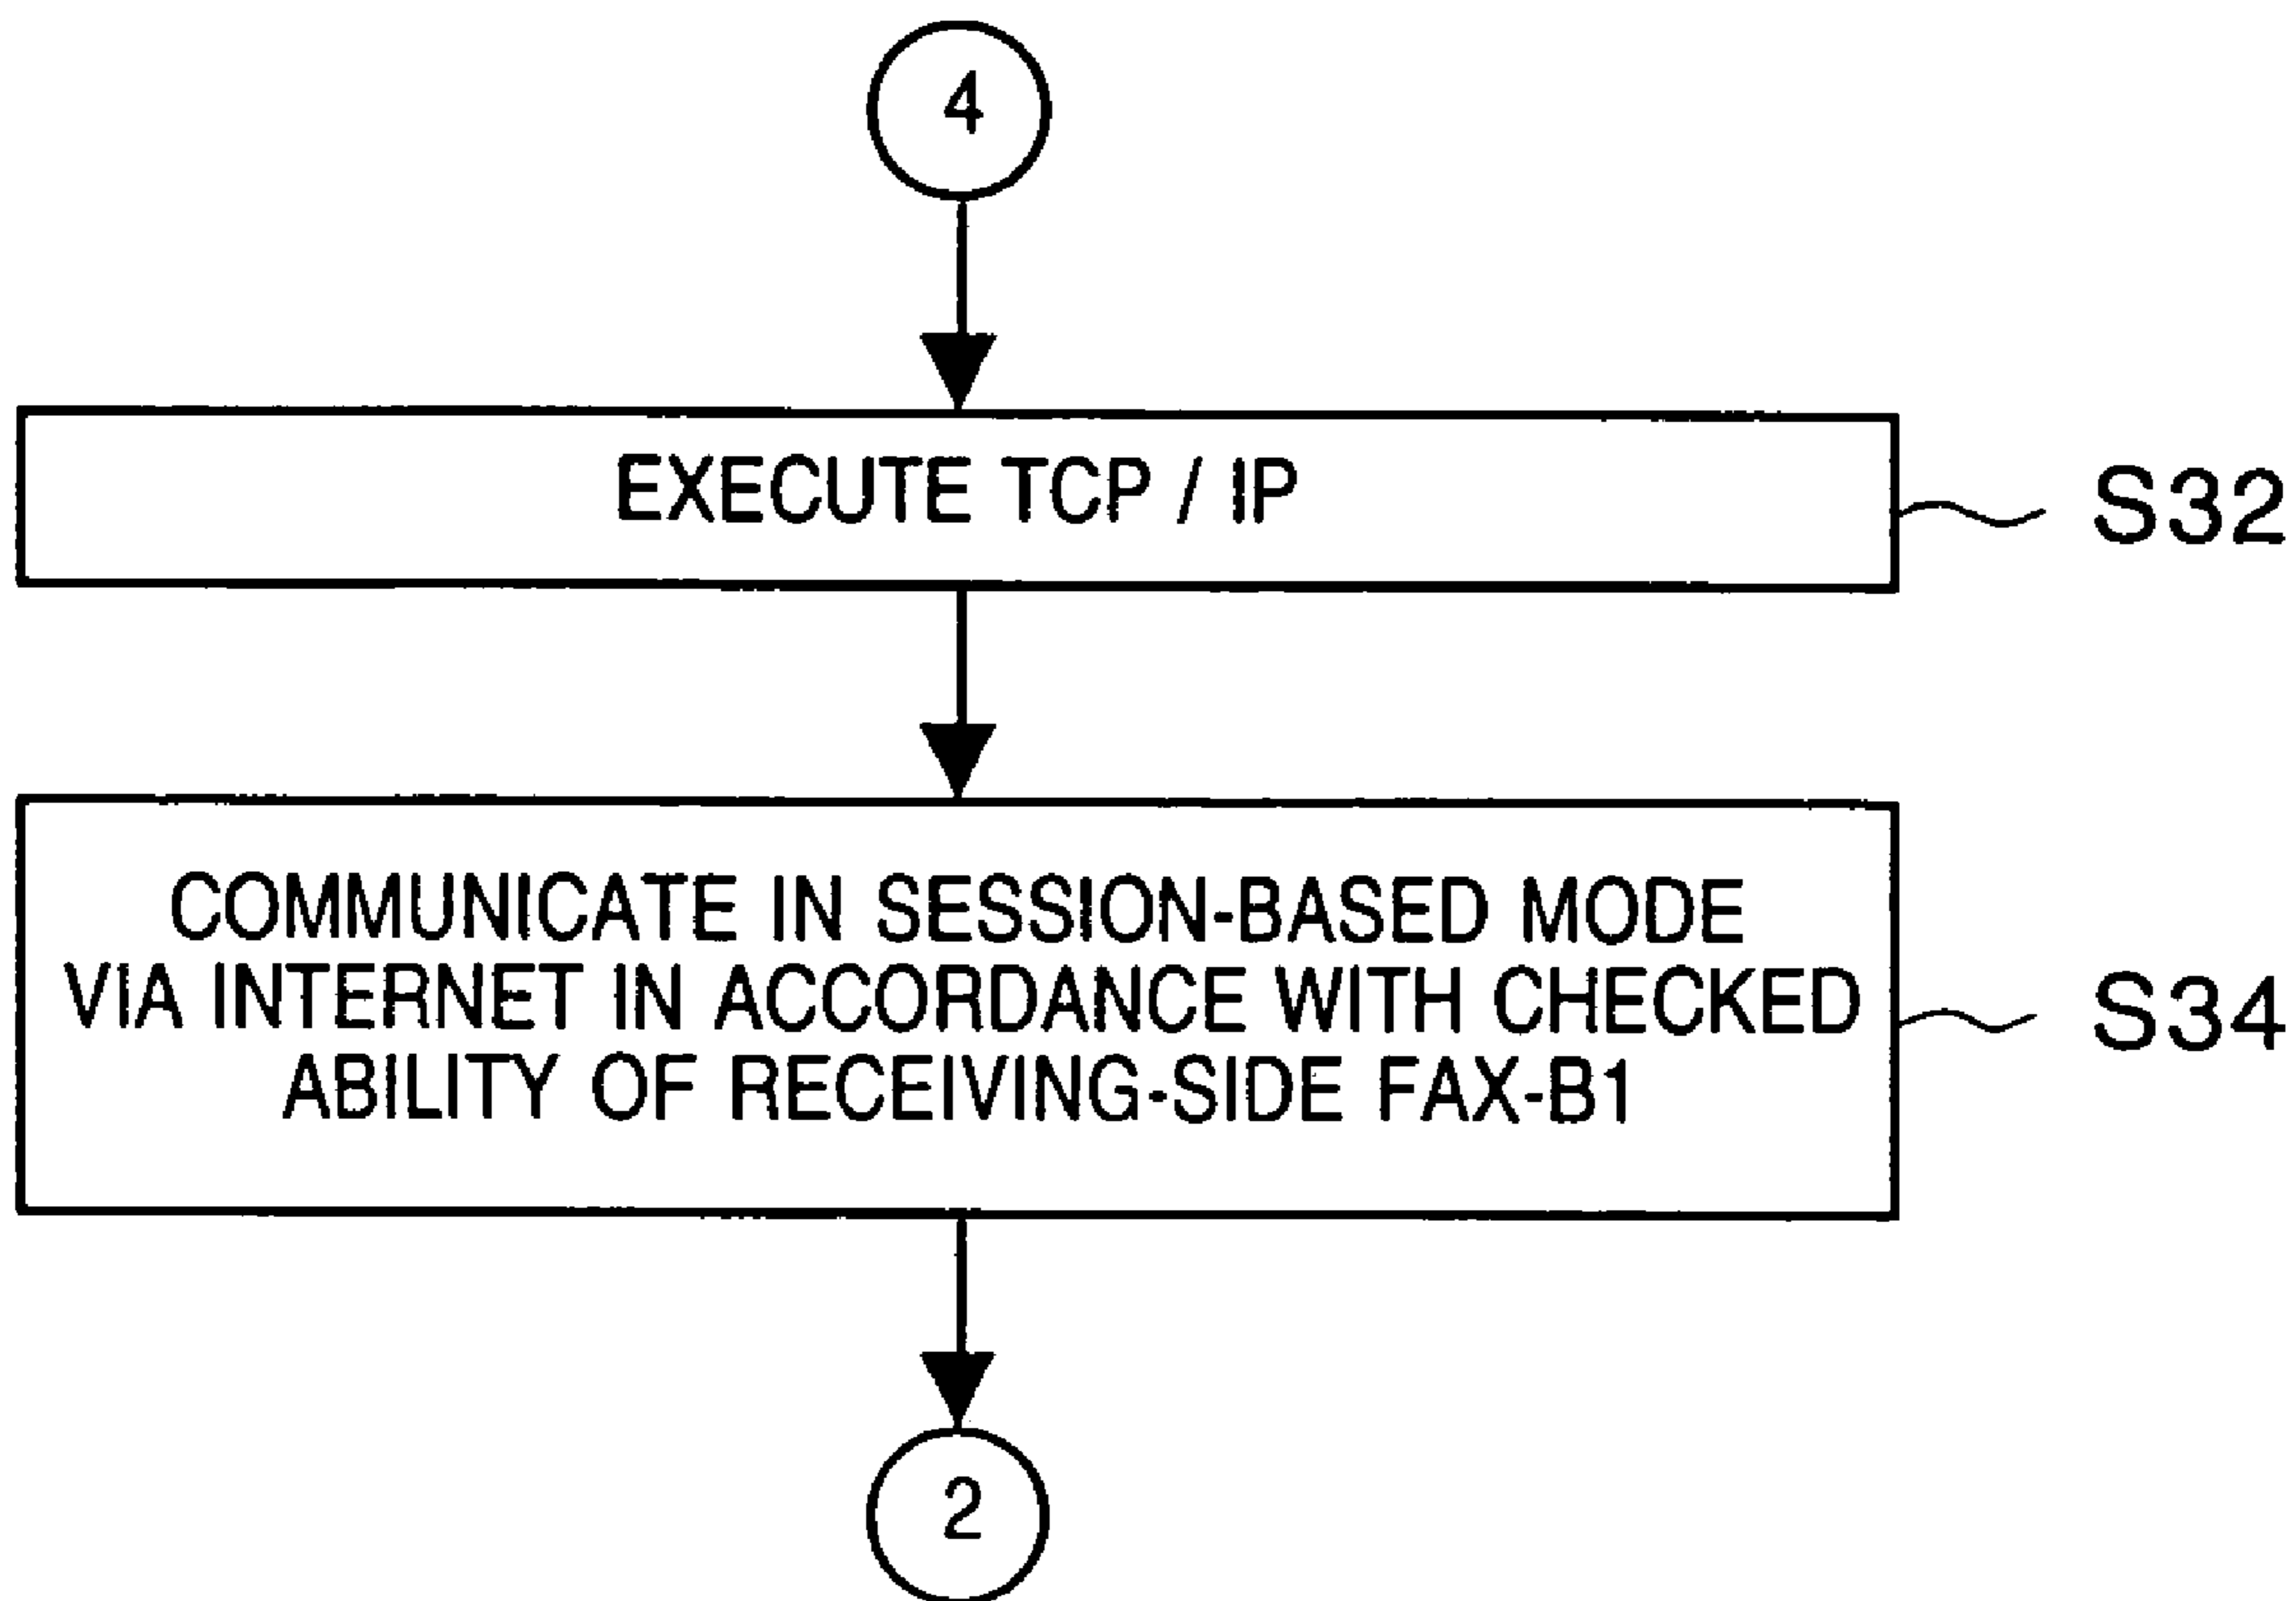 4
EXECUTE TCP / IP
S32
COMMUNICATE IN SESSION-BASED MODE
VIA INTERNET IN ACCORDANCE WITH CHECKED
ABILITY OF RECEIVING-SIDE FAX-B1
S34
2